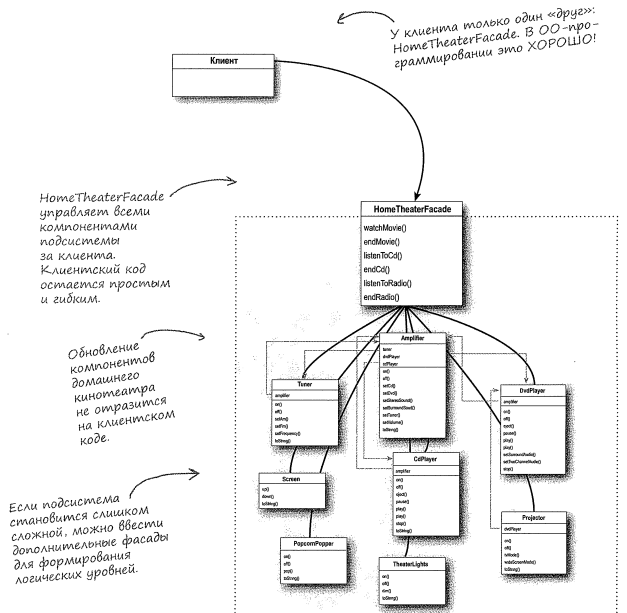 У клиента только один «друг»:
HomeTheaterFacade. В ОО-про-
граммировании это ХОРОШО!
Клиент
HomeTheaterFacade
управляет всеми
компонентами
подсистемы
за клиента.
Клиентский код
остается простым
и гибким.
HomeTheaterFacade
watchMovie()
endMovie()
listenToCd()
endCd()
listenToRadio()
endRadio()
Обновление
компонентов
домашнего
кинотеатра
не отразится
на клиентском
коде.
Amplifier
tuner
dvdPlayer
cdPlayer
on()
off()
setCd()
setDvd()
setStereoSound()
setSurroundSound()
setTuner()
setVolume()
toString()
Tuner
amplifier
on()
off()
setAm()
setFm()
setFrequency()
toString()
DvdPlayer
amplifier
on()
off()
eject()
pause()
play()
play()
setSurroundAudio()
setTwoChannelAudio()
stop()
Screen
up()
down()
toString()
CdPlayer
amplifier
on()
off()
eject()
pause()
play()
play()
stop()
toString()
Если подсистема
становится слишком
сложной, можно ввести
дополнительные фасады
для формирования
логических уровней.
PopcornPopper
on()
off()
pop()
toString()
TheaterLights
on()
off()
dim()
toString()
Projector
dvdPlayer
on()
off()
tvMode()
wideScreenMode()
toString()